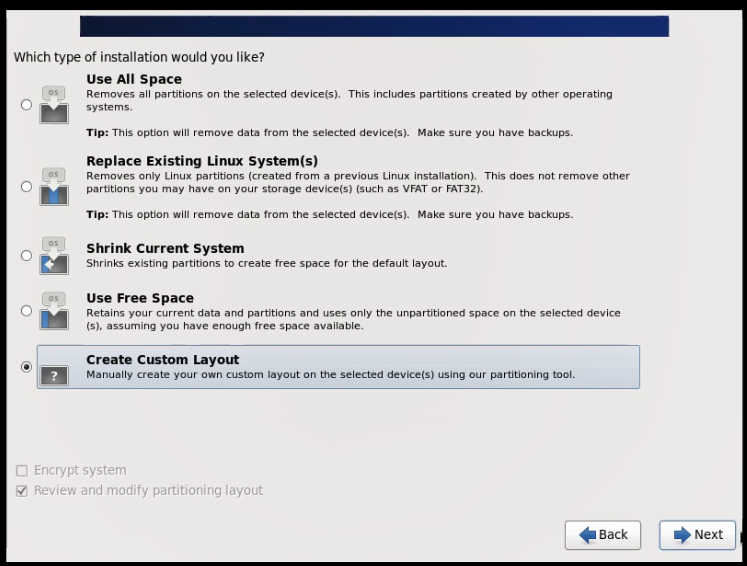 Which type of installation would you like?
OS
Use All Space
Removes all partitions on the selected device(s).  This includes partitions created by other operating
systems.
Tip: This option will remove data from the selected device(s).  Make sure you have backups.
OS
Replace Existing Linux System(s)
Removes only Linux partitions (created from a previous Linux installation).  This does not remove other
partitions you may have on your storage device(s) (such as VFAT or FAT32).
Tip: This option will remove data from the selected device(s).  Make sure you have backups.
OS
Shrink Current System
Shrinks existing partitions to create free space for the default layout.
OS
Use Free Space
Retains your current data and partitions and uses only the unpartitioned space on the selected device
(s), assuming you have enough free space available.
?
Create Custom Layout
Manually create your own custom layout on the selected device(s) using our partitioning tool.
Encrypt system
Review and modify partitioning layout
Back
Next